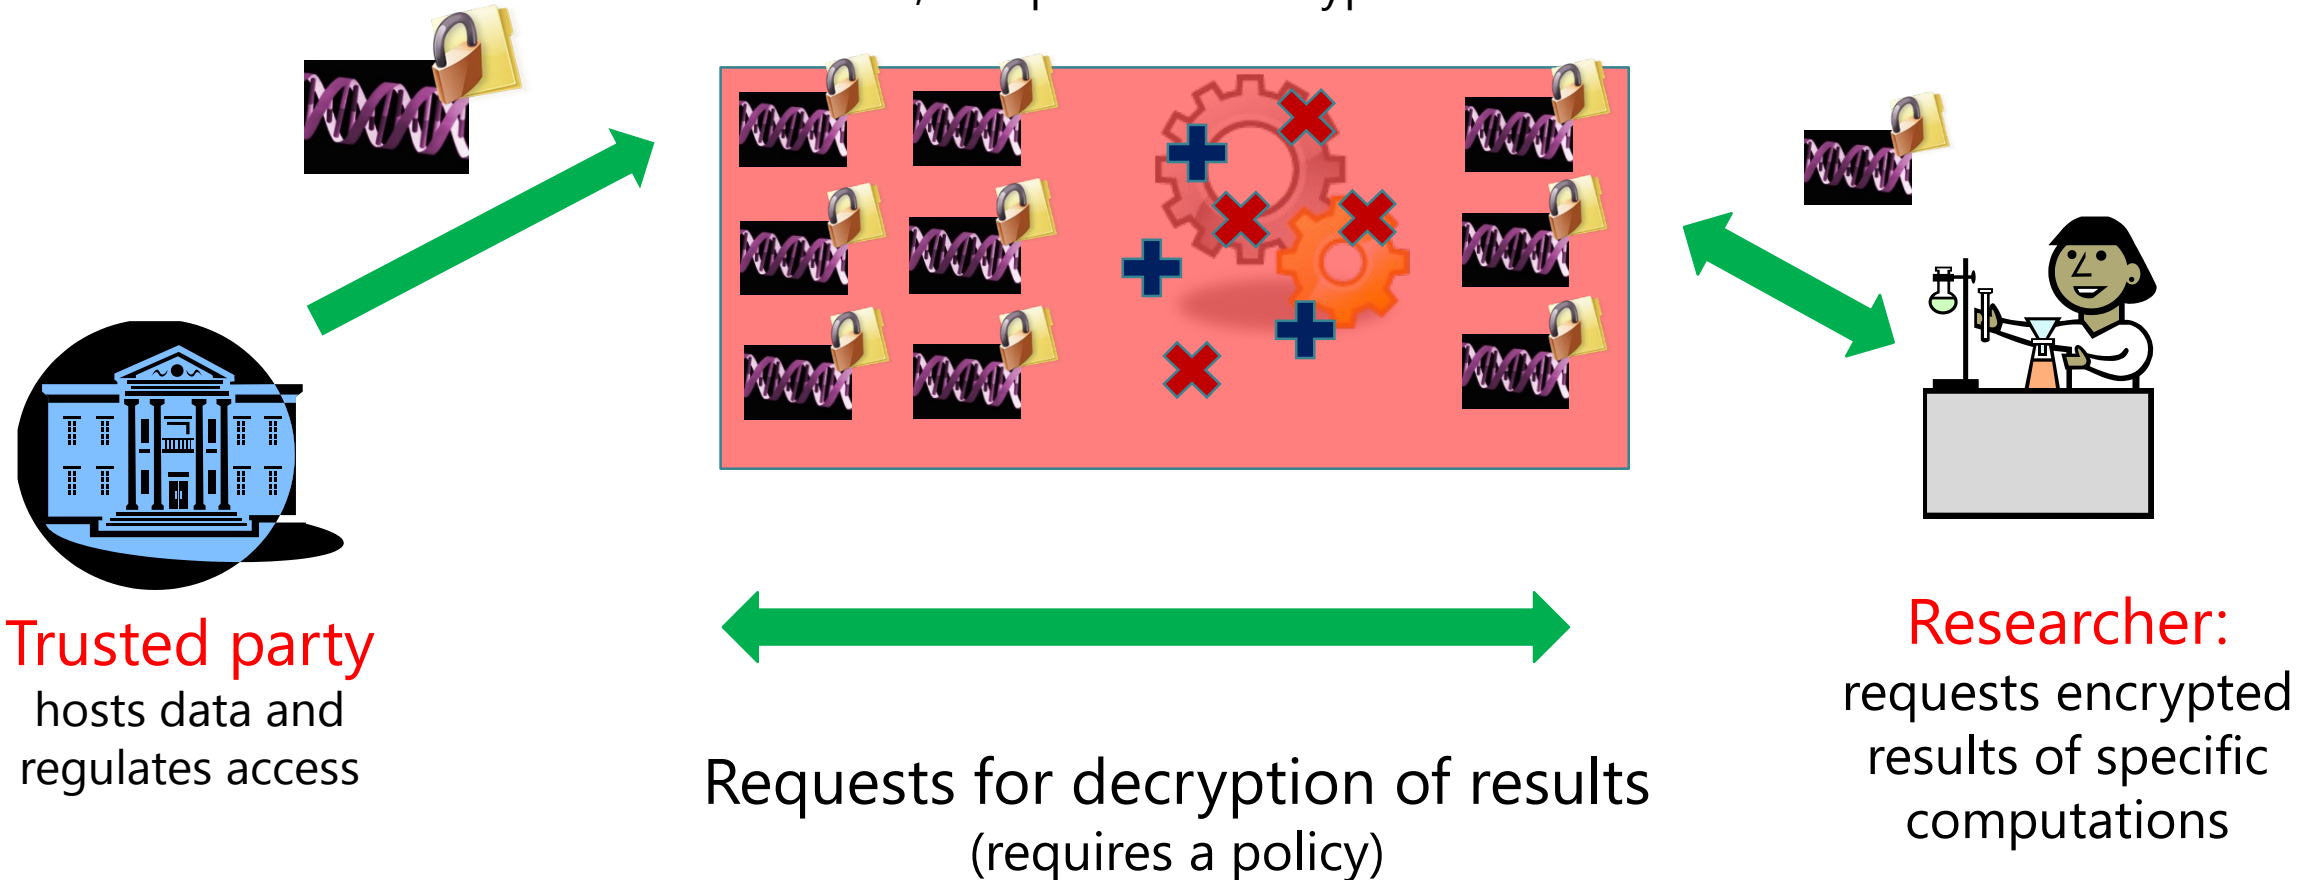 Trusted party
hosts data and
regulates access
Requests for decryption of results
(requires a policy)
Researcher:
requests encrypted
results of specific
computations